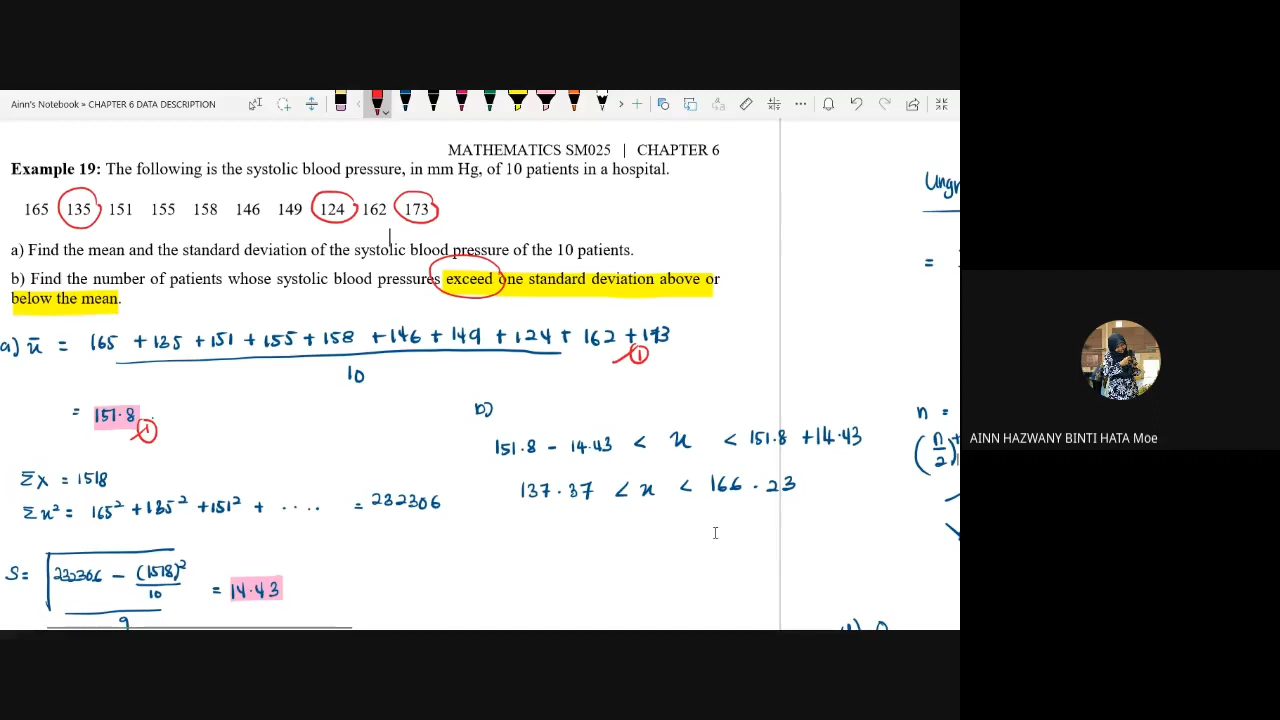 Ainn's Notebook » CHAPTER 6 DATA DESCRIPTION
MATHEMATICS SM025 | CHAPTER 6
Example 19: The following is the systolic blood pressure, in mm Hg, of 10 patients in a hospital.
165 135 151 155 158 146 149 124 162 173
a) Find the mean and the standard deviation of the systolic blood pressure of the 10 patients.
b) Find the number of patients whose systolic blood pressures exceed one standard deviation above or
below the mean.
a) x̄ = 165 + 135 + 151 + 155 + 158 + 146 + 149 + 124 + 162 + 173
1
10
= 151.8
1
Σx = 1518
Σx² = 165² + 135² + 151² + .... = 232306
S = √ 232306 - (1518)²
10
= 14.43
9
b)
151.8 - 14.43 < x < 151.8 + 14.43
137.37 < x < 166.23
=
n =
n
2
AINN HAZWANY BINTI HATA Moe